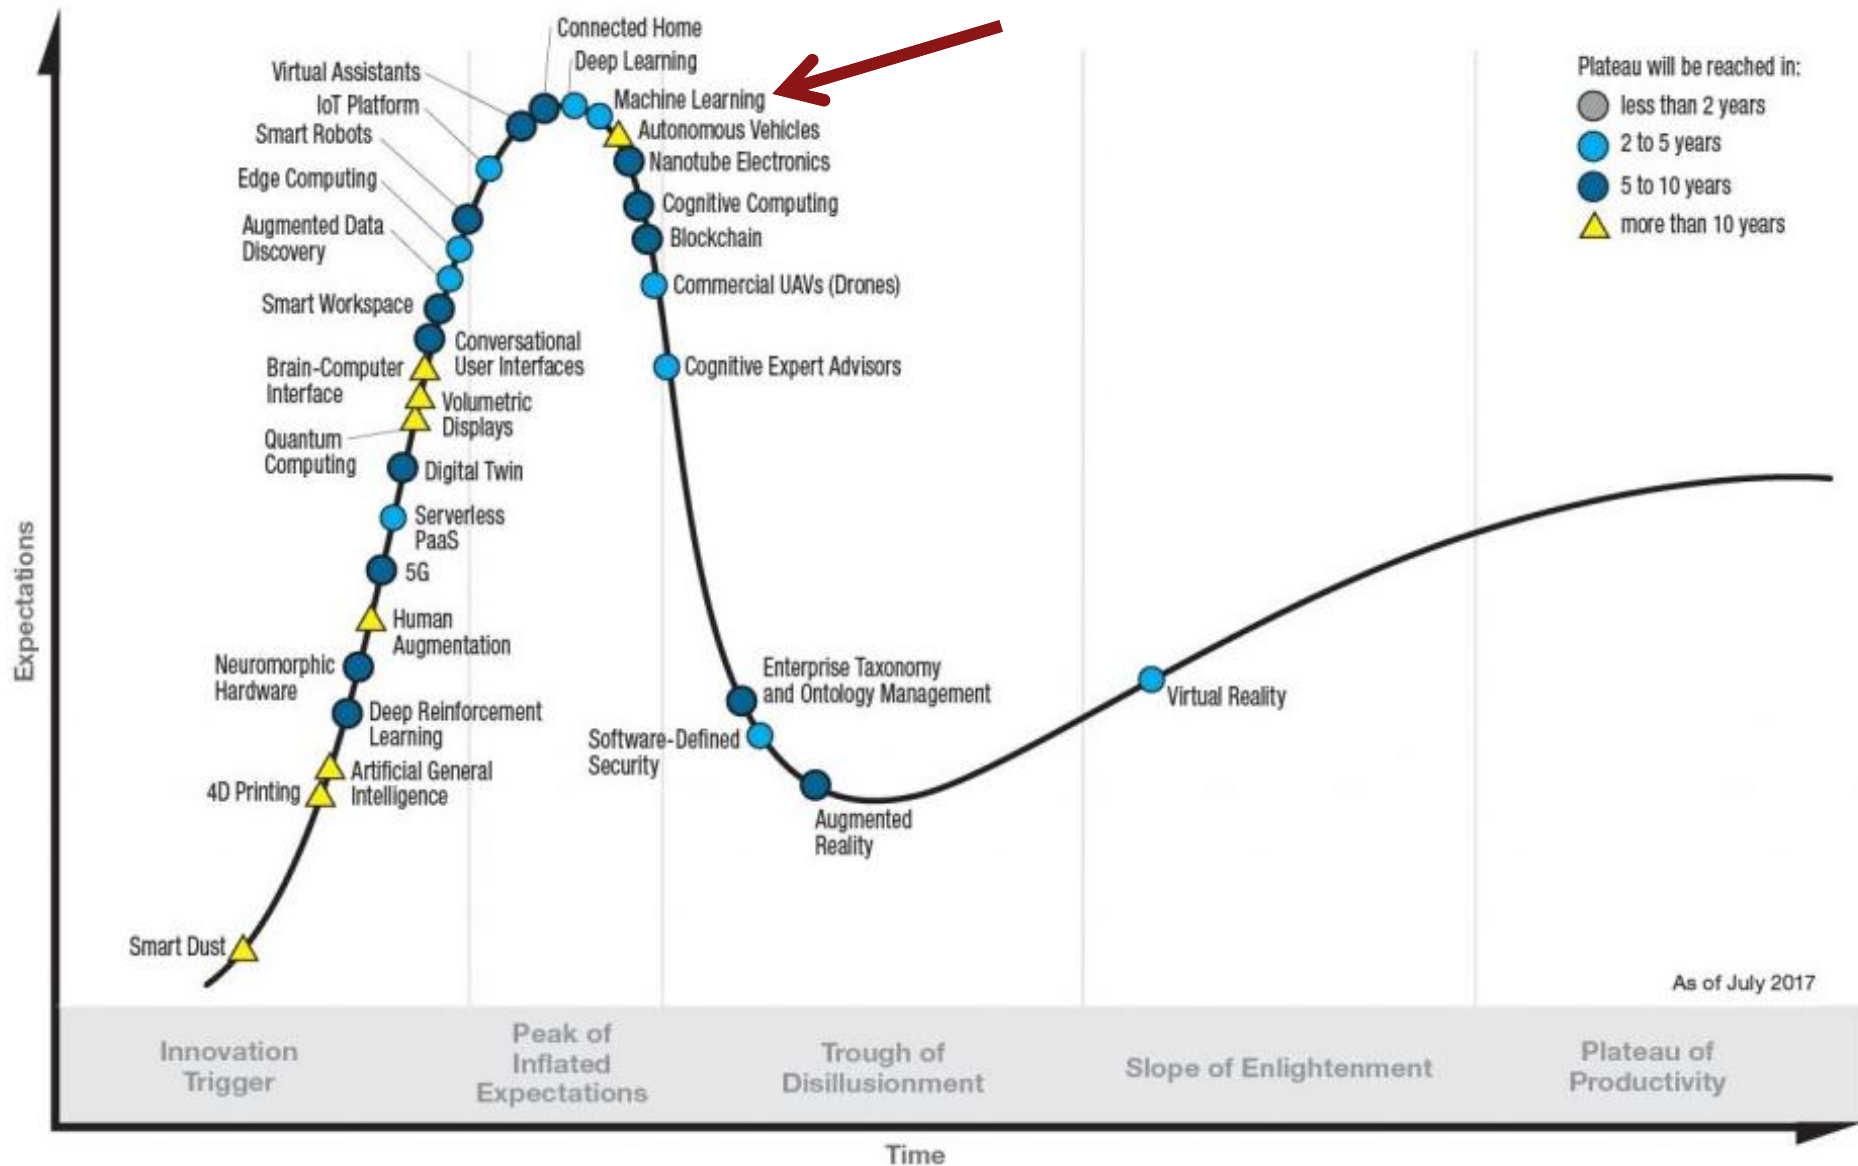 Connected Home
Deep Learning
Virtual Assistants
Machine Learning
IoT Platform
Autonomous Vehicles
Smart Robots
Nanotube Electronics
Edge Computing
Cognitive Computing
Augmented Data
Discovery
Blockchain
Commercial UAVs (Drones)
Smart Workspace
Conversational
User Interfaces
Brain-Computer
Interface
Cognitive Expert Advisors
Volumetric
Displays
Quantum
Computing
Digital Twin
Serverless
PaaS
5G
Human
Augmentation
Neuromorphic
Hardware
Deep Reinforcement
Learning
Artificial General
Intelligence
4D Printing
Smart Dust
Enterprise Taxonomy
and Ontology Management
Software-Defined
Security
Augmented
Reality
Virtual Reality
Plateau will be reached in:
less than 2 years
2 to 5 years
5 to 10 years
more than 10 years
As of July 2017
Expectations
Innovation
Trigger
Peak of
Inflated
Expectations
Trough of
Disillusionment
Slope of Enlightenment
Plateau of
Productivity
Time